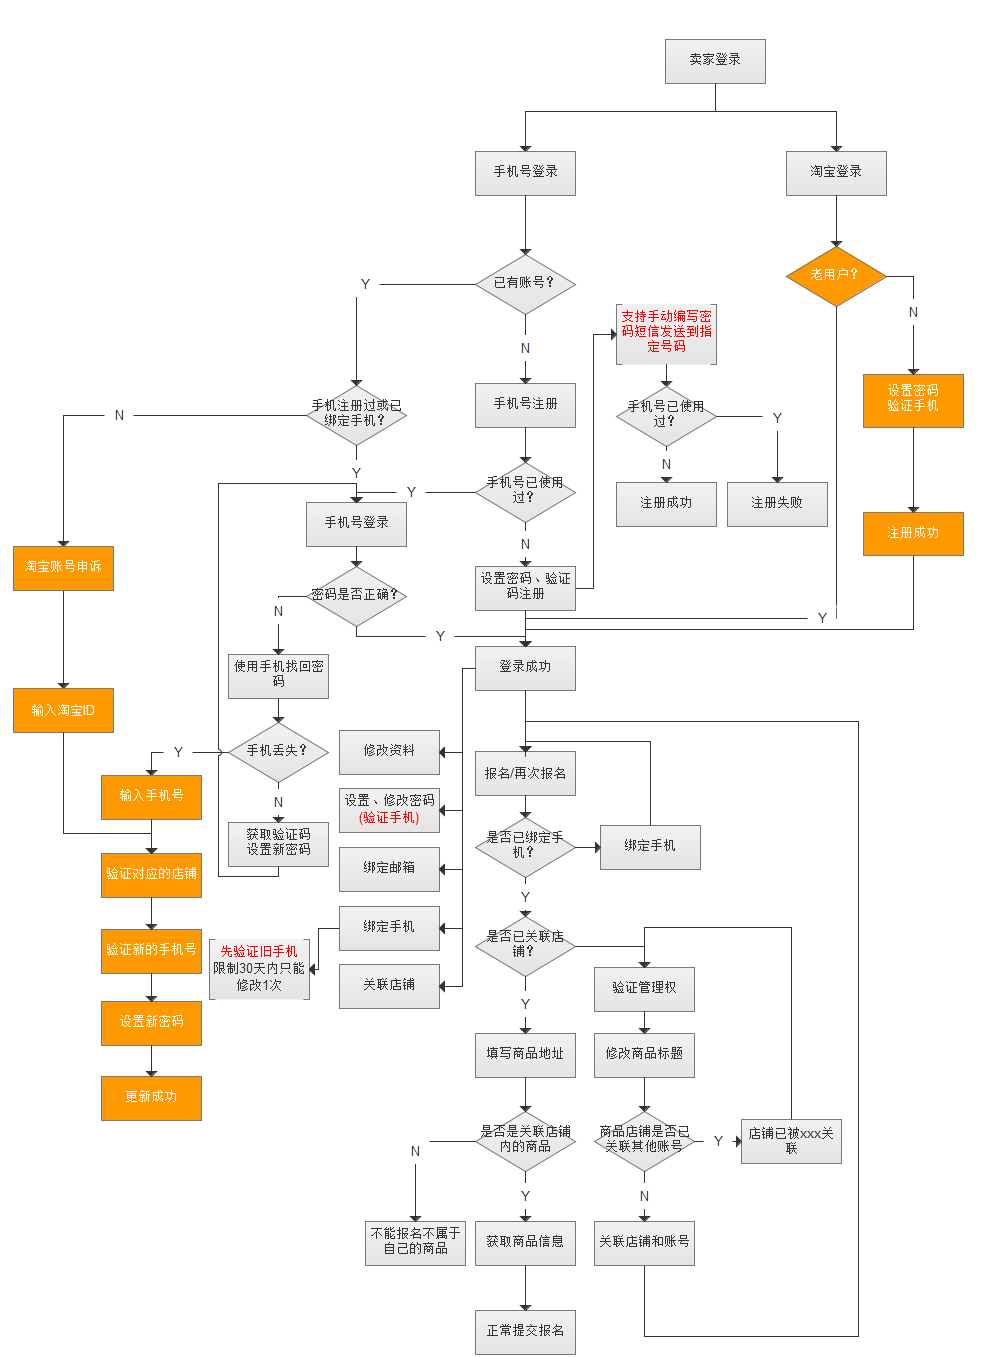 卖家登录
手机号登录
淘宝登录
已有账号？
老用户？
Y
N
N
支持手动编写密
码短信发送到指
定号码
手机号注册
设置密码
验证手机
手机注册过或已
绑定手机？
手机号已使用
过？
N
Y
Y
N
手机号已使用
过？
Y
注册成功
注册失败
手机号登录
注册成功
N
淘宝账号申诉
密码是否正确？
设置密码、验证
码注册
N
Y
Y
使用手机找回密
码
登录成功
输入淘宝ID
手机丢失？
Y
N
修改资料
报名/再次报名
输入手机号
设置、修改密码
(验证手机)
获取验证码
设置新密码
是否已绑定手
机？
绑定手机
验证对应的店铺
绑定邮箱
Y
绑定手机
是否已关联店
铺？
验证新的手机号
先验证旧手机
限制30天内只能
修改1次
关联店铺
验证管理权
Y
设置新密码
填写商品地址
修改商品标题
更新成功
是否是关联店铺
内的商品
商品店铺是否已
关联其他账号
Y
店铺已被xxx关
联
N
Y
N
不能报名不属于
自己的商品
获取商品信息
关联店铺和账号
正常提交报名